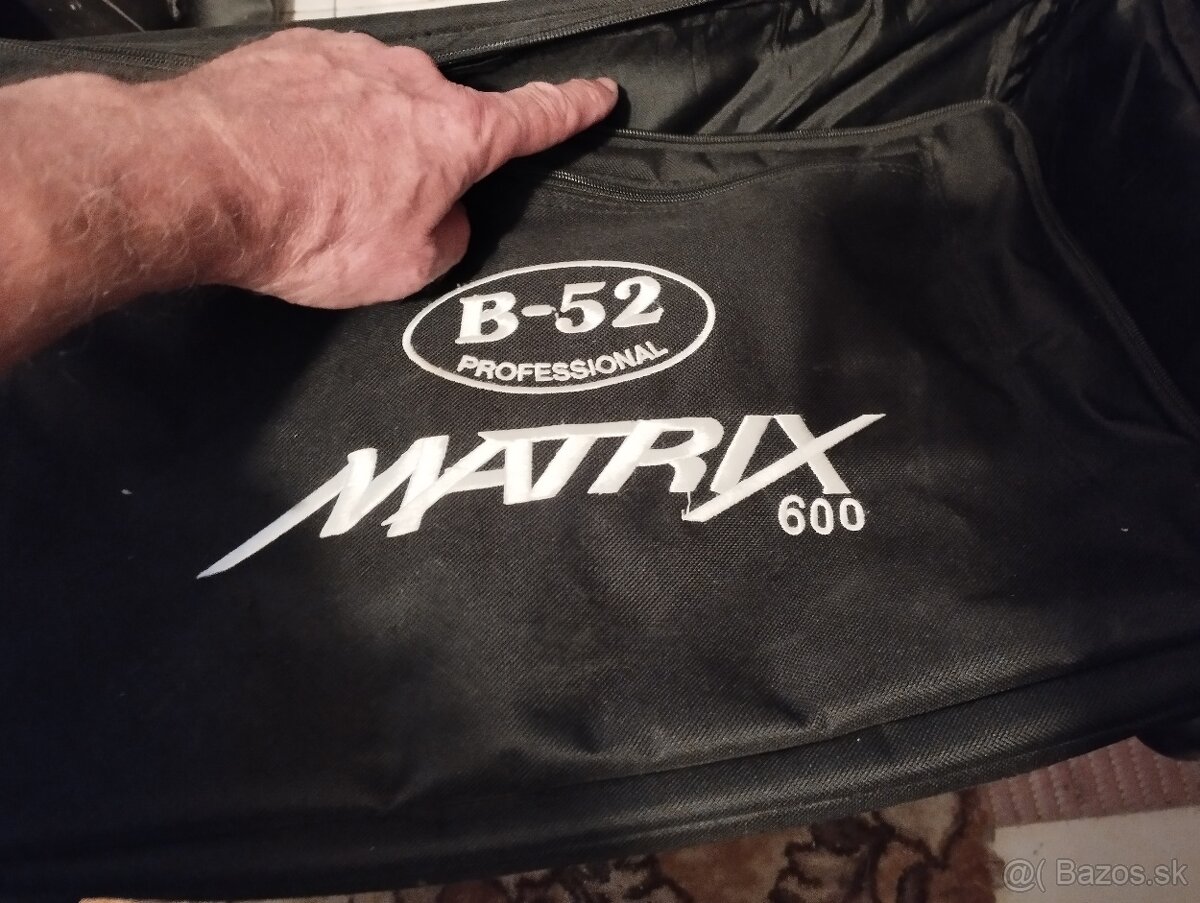 B-52
PROFESSIONAL
MATRIX
600
@( Bazos.sk